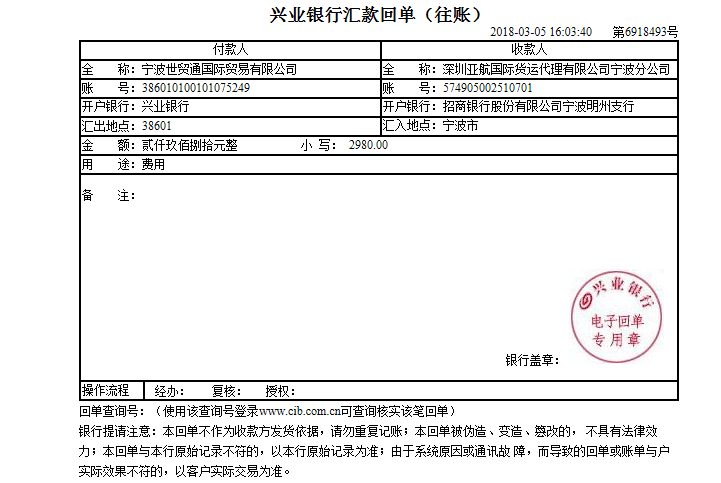 兴业银行汇款回单（往账）
2018-03-05 16:03:40 第6918493号
付款人 收款人
全 称：宁波世贸通国际贸易有限公司 全 称：深圳亚航国际货运代理有限公司宁波分公司
账 号：386010100101075249 账 号：574905002510701
开户银行：兴业银行 开户银行：招商银行股份有限公司宁波明州支行
汇出地点：38601 汇入地点：宁波市
金 额：贰仟玖佰捌拾元整 小 写： 2980.00
用 途：费用
备 注：
兴业银行
电子回单
专用章
银行盖章：
操作流程 经办： 复核： 授权：
回单查询号：（使用该查询号登录www.cib.com.cn可查询核实该笔回单）
银行提请注意：本回单不作为收款方发货依据，请勿重复记账；本回单被伪造、变造、篡改的， 不具有法律效
力；本回单与本行原始记录不符的，以本行原始记录为准；由于系统原因或通讯故 障，而导致的回单或账单与户
实际效果不符的，以客户实际交易为准。